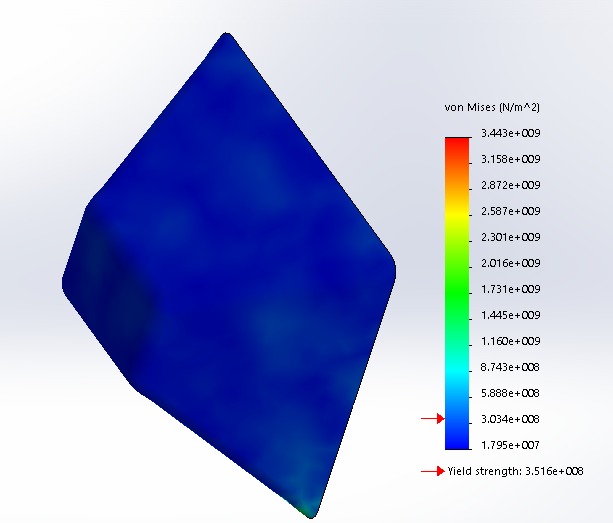 von Mises (N/m^2)
3.443e+009
3.158e+009
2.872e+009
2.587e+009
2.301e+009
2.016e+009
1.731e+009
1.445e+009
1.160e+009
8.743e+008
5.888e+008
3.034e+008
1.795e+007
Yield strength: 3.516e+008